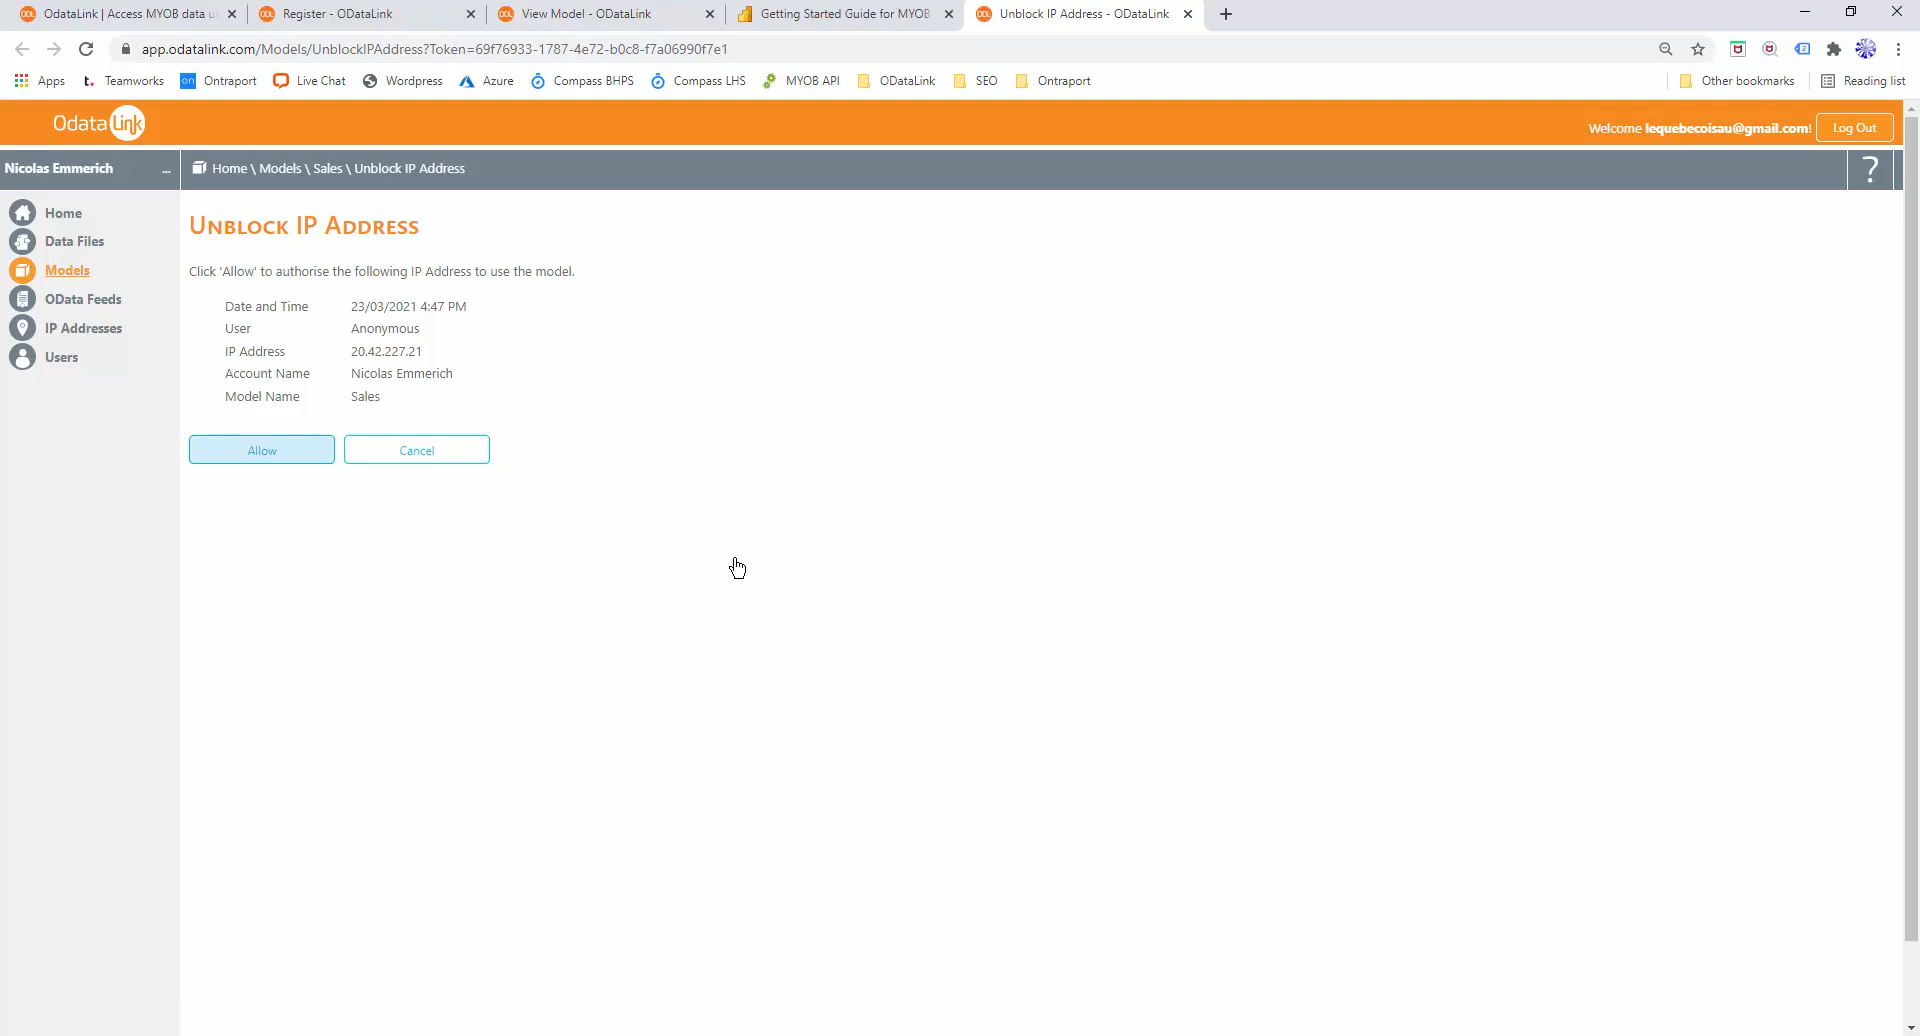 OdataLink | Access MYOB data u
Register - ODataLink
View Model - ODataLink
Getting Started Guide for MYOB
Unblock IP Address - ODataLink
app.odatalink.com/Models/UnblockIPAddress?Token=69f76933-1787-4e72-b0c8-f7a06990f7e1
Apps
t. Teamworks
on Ontraport
Live Chat
Wordpress
Azure
Compass BHPS
Compass LHS
MYOB API
ODataLink
SEO
Ontraport
Other bookmarks
Reading list
OdataLink
Welcome lequebecoisau@gmail.com!
Log Out
Nicolas Emmerich ...
Home \ Models \ Sales \ Unblock IP Address
?
Home
Data Files
Models
OData Feeds
IP Addresses
Users
Unblock IP Address
Click 'Allow' to authorise the following IP Address to use the model.
Date and Time 23/03/2021 4:47 PM
User Anonymous
IP Address 20.42.227.21
Account Name Nicolas Emmerich
Model Name Sales
Allow
Cancel